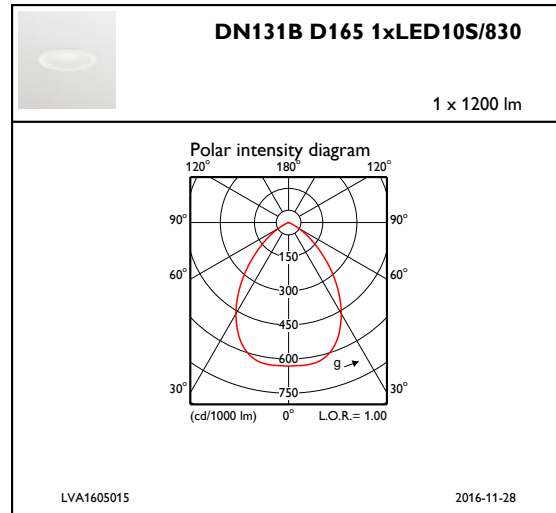 DN131B D165 1xLED10S/830
1 x 1200 lm
Polar intensity diagram
120° 180° 120°
90° 90°
150
60° 60°
300
450
600
g
750
30° 30°
(cd/1000 lm) 0° L.O.R.= 1.00
LVA1605015 2016-11-28